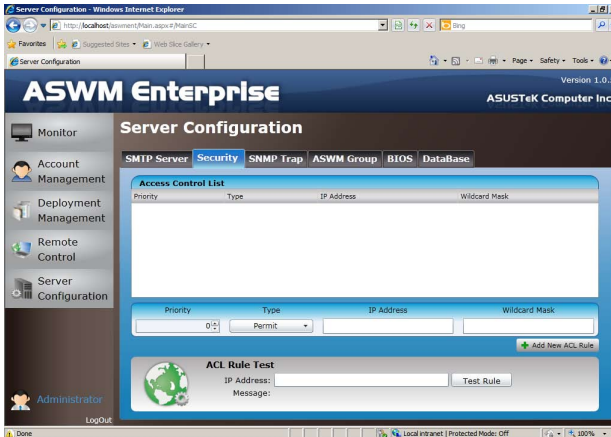 Server Configuration - Windows Internet Explorer
http://localhost/aswment/Main.aspx#/MainSC
Bing
Favorites
Suggested Sites
Web Slice Gallery
Server Configuration
Page
Safety
Tools
Version 1.0.
ASWM Enterprise
ASUSTeK Computer Inc
Monitor
Account Management
Deployment Management
Remote Control
Server Configuration
Administrator
LogOut
Server Configuration
SMTP Server Security SNMP Trap ASWM Group BIOS DataBase
Access Control List
Priority Type IP Address Wildcard Mask
Priority Type IP Address Wildcard Mask
0 Permit
Add New ACL Rule
ACL Rule Test
IP Address: Test Rule
Message:
Done
Local intranet | Protected Mode: Off
100%